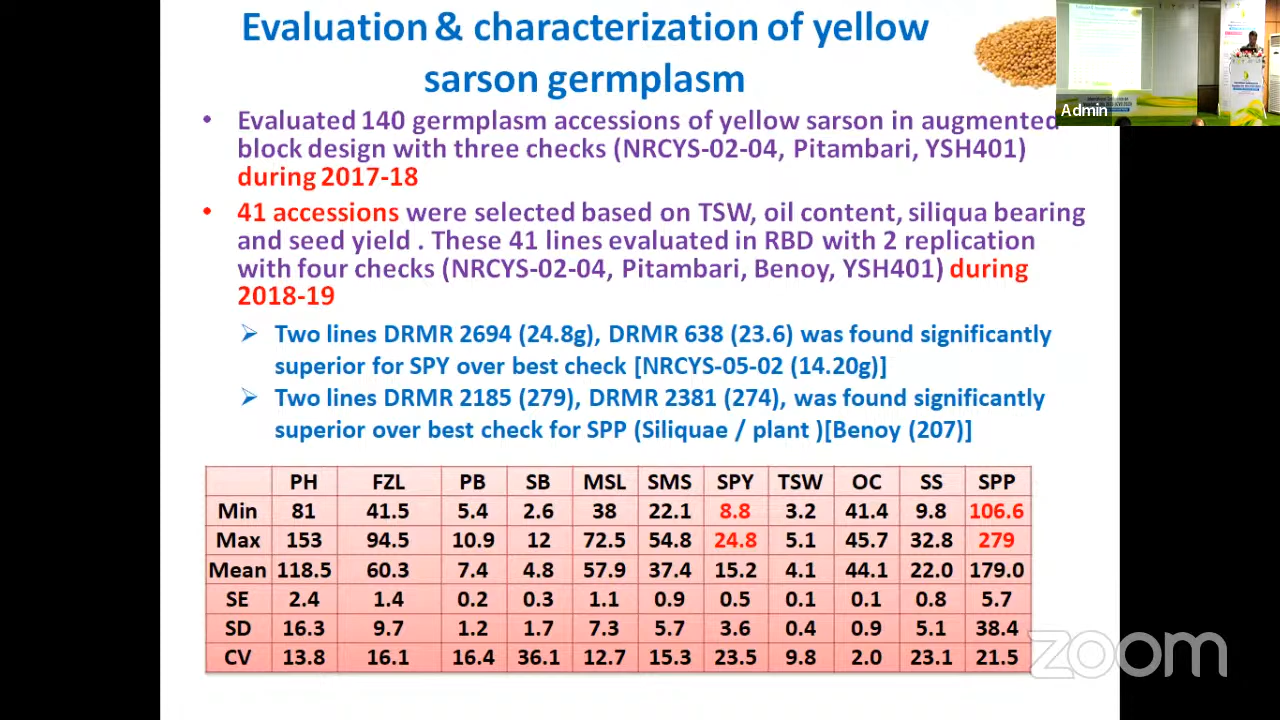 Evaluation & characterization of yellow
sarson germplasm
Admin
• Evaluated 140 germplasm accessions of yellow sarson in augmented
block design with three checks (NRCYS-02-04, Pitambari, YSH401)
during 2017-18
• 41 accessions were selected based on TSW, oil content, siliqua bearing
and seed yield . These 41 lines evaluated in RBD with 2 replication
with four checks (NRCYS-02-04, Pitambari, Benoy, YSH401) during
2018-19
➢ Two lines DRMR 2694 (24.8g), DRMR 638 (23.6) was found significantly
superior for SPY over best check [NRCYS-05-02 (14.20g)]
➢ Two lines DRMR 2185 (279), DRMR 2381 (274), was found significantly
superior over best check for SPP (Siliquae / plant )[Benoy (207)]
PH FZL PB SB MSL SMS SPY TSW OC SS SPP
Min 81 41.5 5.4 2.6 38 22.1 8.8 3.2 41.4 9.8 106.6
Max 153 94.5 10.9 12 72.5 54.8 24.8 5.1 45.7 32.8 279
Mean 118.5 60.3 7.4 4.8 57.9 37.4 15.2 4.1 44.1 22.0 179.0
SE 2.4 1.4 0.2 0.3 1.1 0.9 0.5 0.1 0.1 0.8 5.7
SD 16.3 9.7 1.2 1.7 7.3 5.7 3.6 0.4 0.9 5.1 38.4
CV 13.8 16.1 16.4 36.1 12.7 15.3 23.5 9.8 2.0 23.1 21.5
zoom